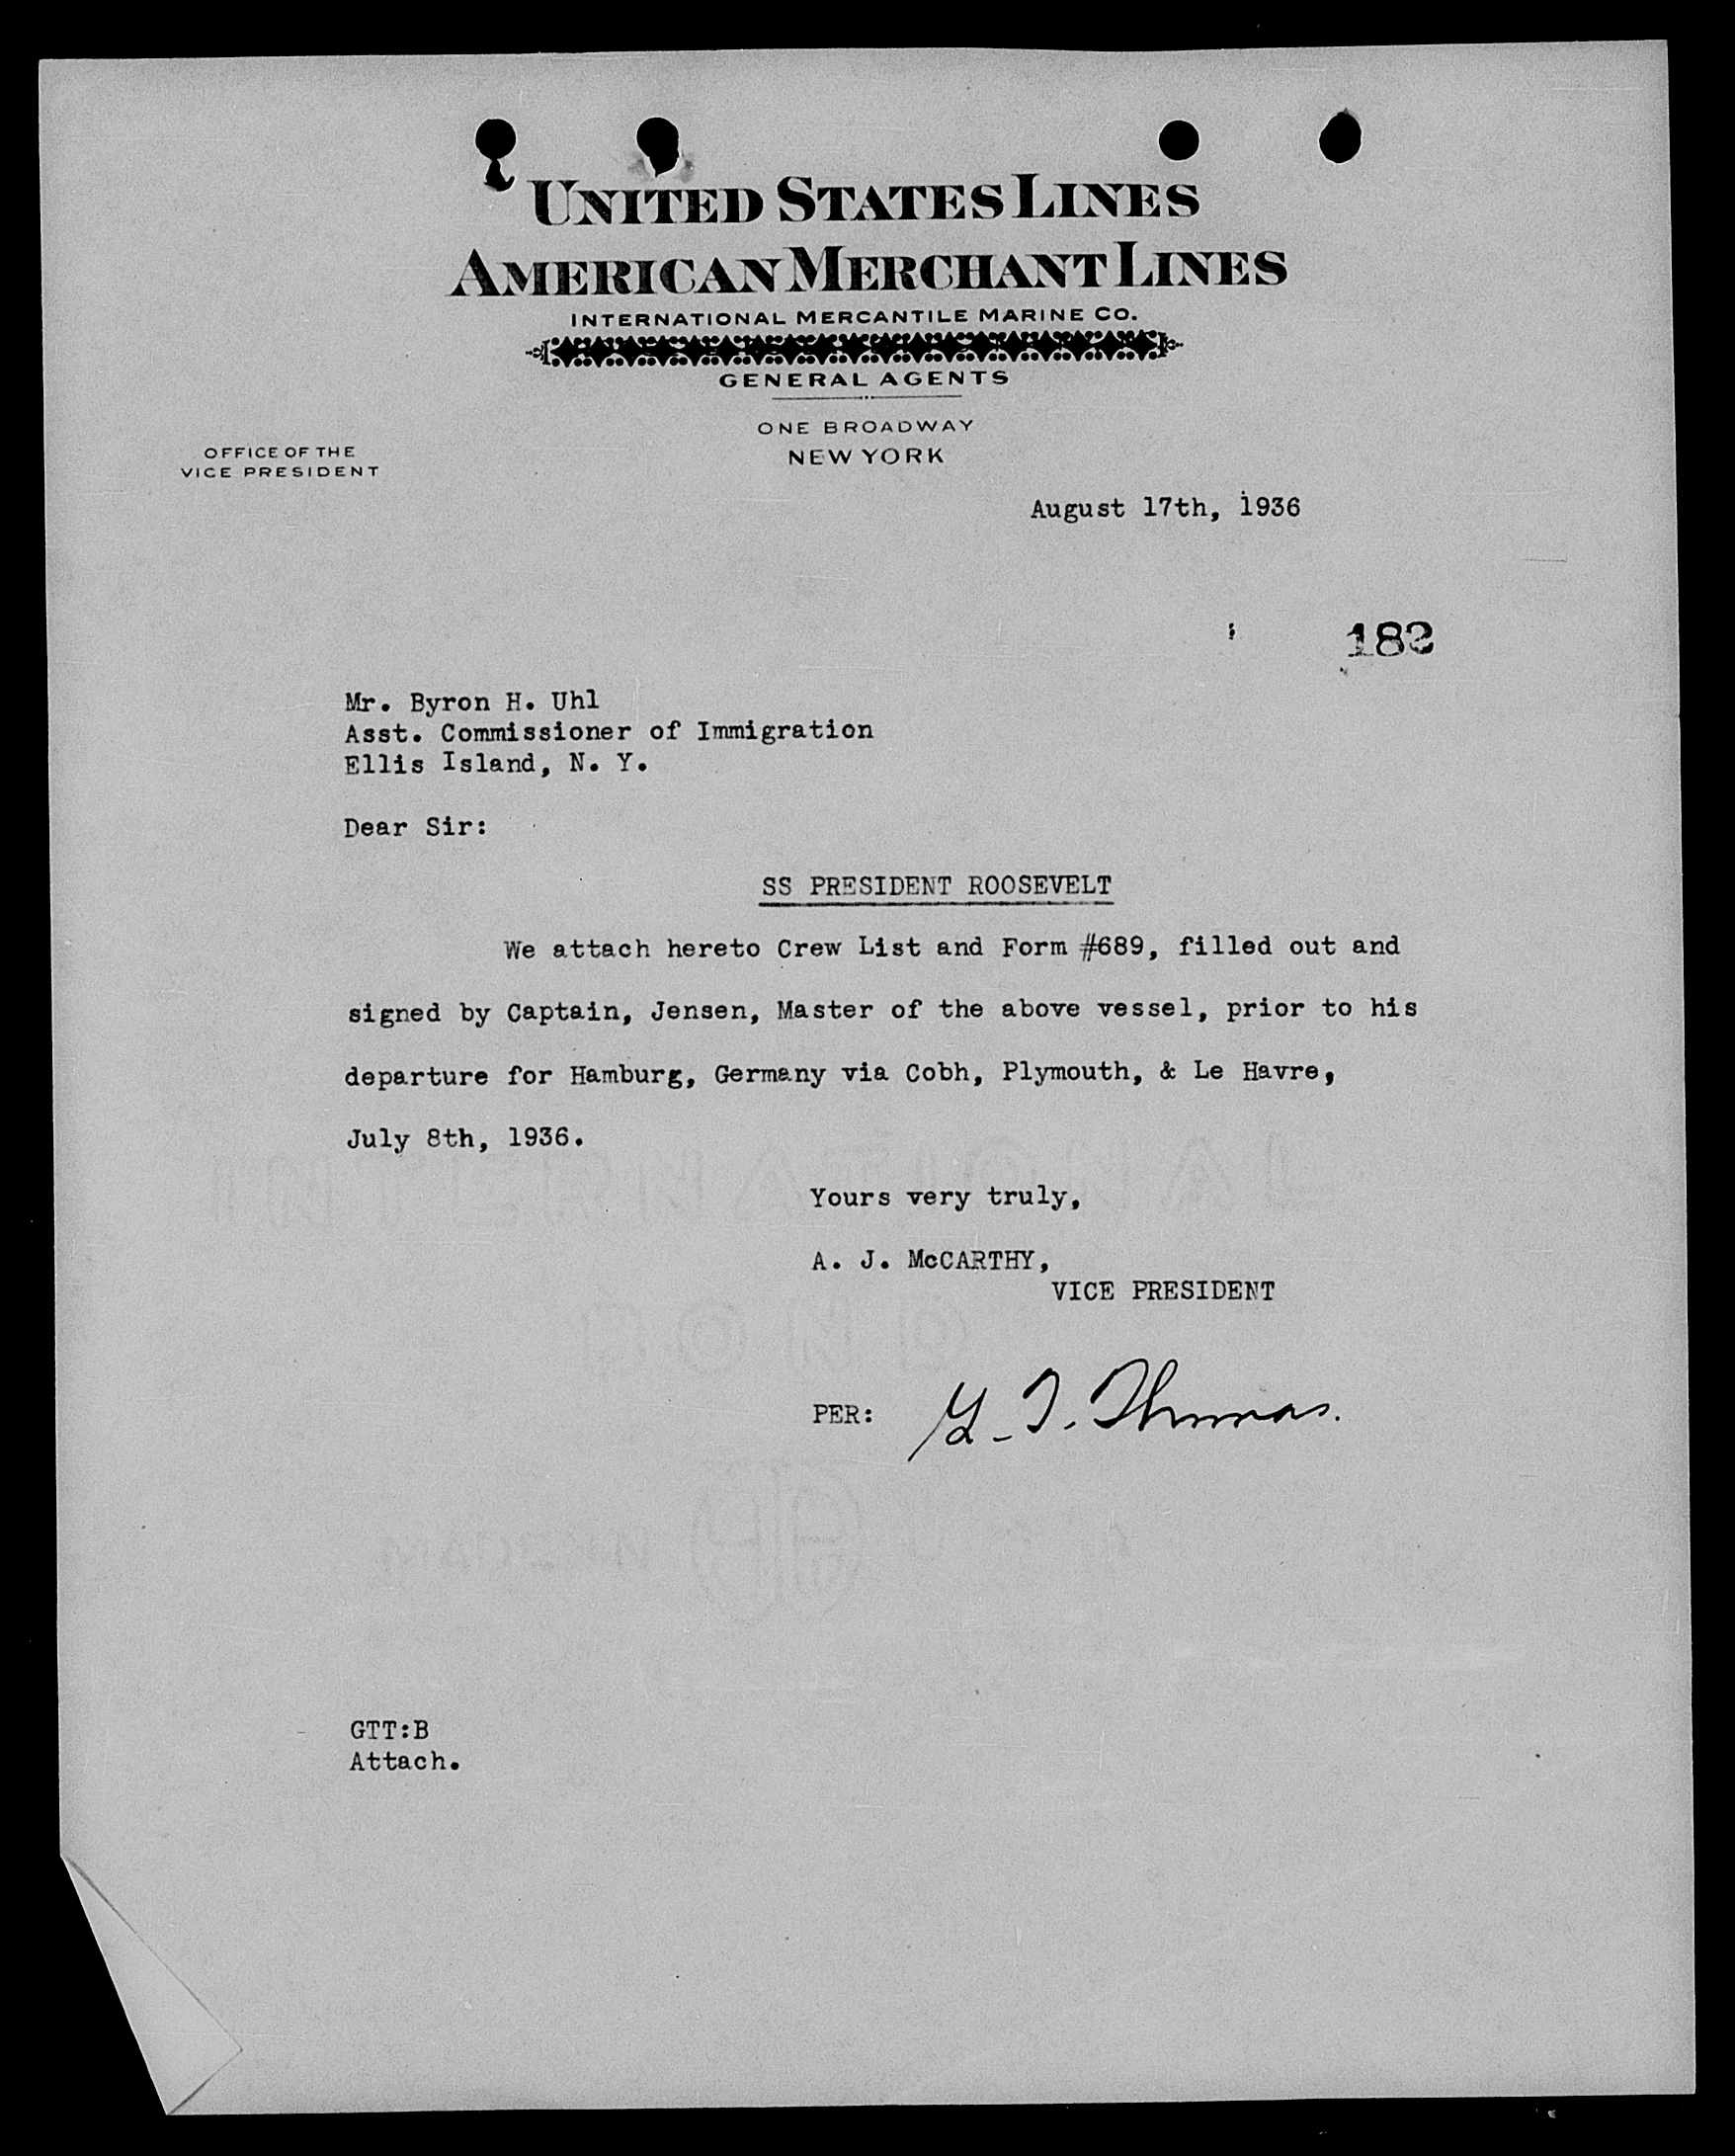 UNITED STATES LINES
AMERICAN MERCHANT LINES
INTERNATIONAL MERCANTILE MARINE CO.
GENERAL AGENTS
ONE BROADWAY
NEW YORK
OFFICE OF THE
VICE PRESIDENT
August 17th, 1936
183
Mr. Byron H. Uhl
Asst. Commissioner of Immigration
Ellis Island, N. Y.
Dear Sir:
SS PRESIDENT ROOSEVELT
We attach hereto Crew List and Form #689, filled out and
signed by Captain, Jensen, Master of the above vessel, prior to his
departure for Hamburg, Germany via Cobh, Plymouth, & Le Havre,
July 8th, 1936.
Yours very truly,
A. J. McCARTHY,
VICE PRESIDENT
PER: G. T. Thomas.
GTT:B
Attach.